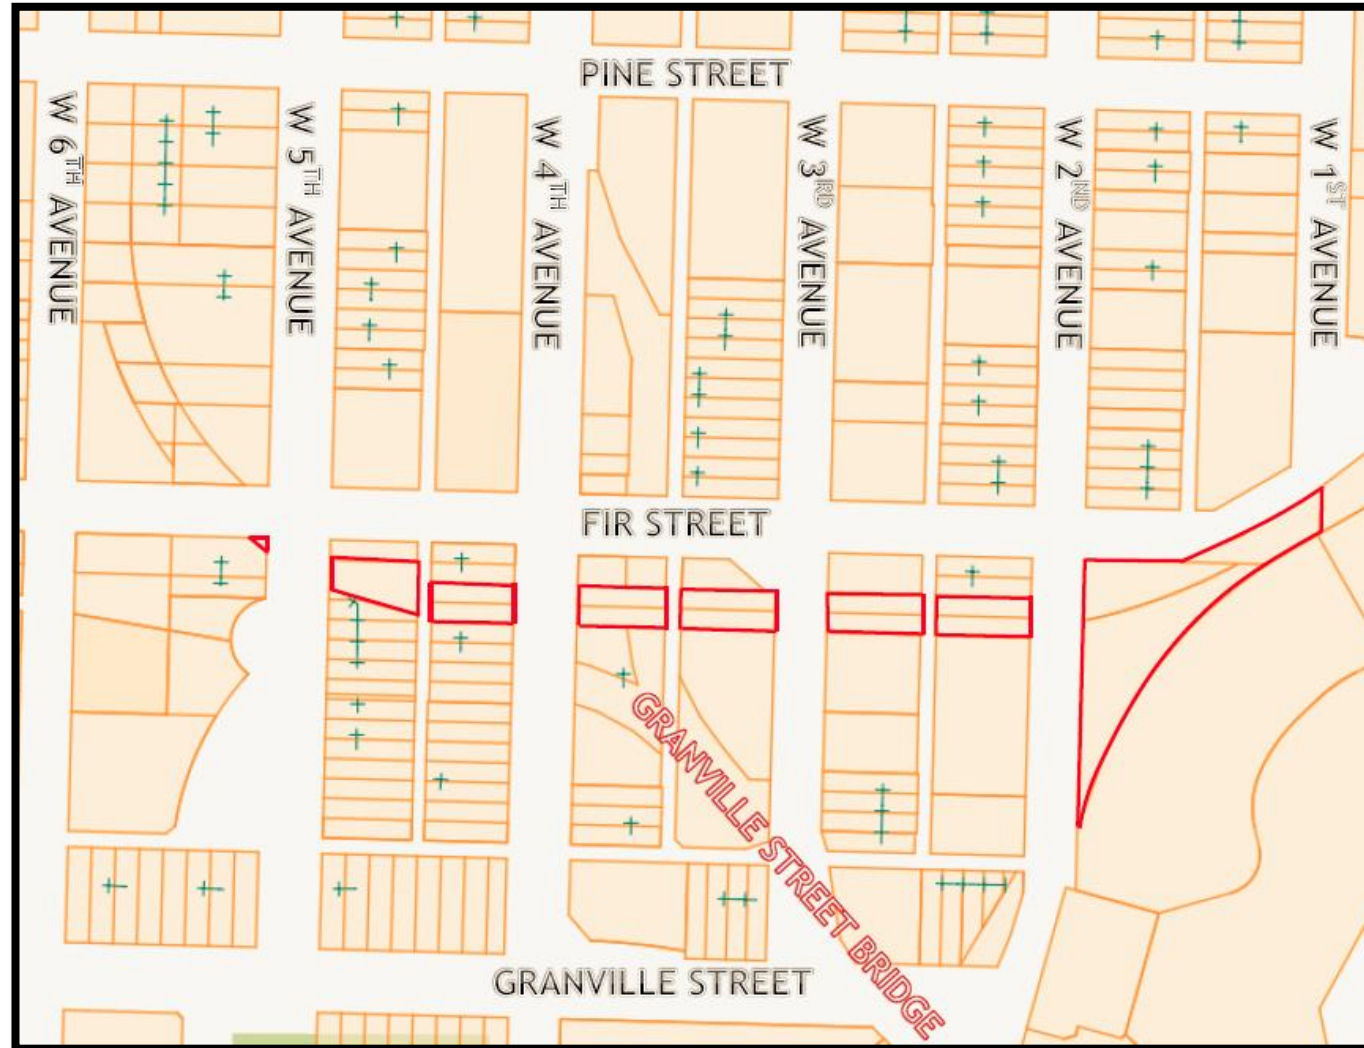 PINE STREET
W 6TH AVENUE
W 5TH AVENUE
W 4TH AVENUE
W 3RD AVENUE
W 2ND AVENUE
W 1ST AVENUE
FIR STREET
GRANVILLE STREET BRIDGE
GRANVILLE STREET